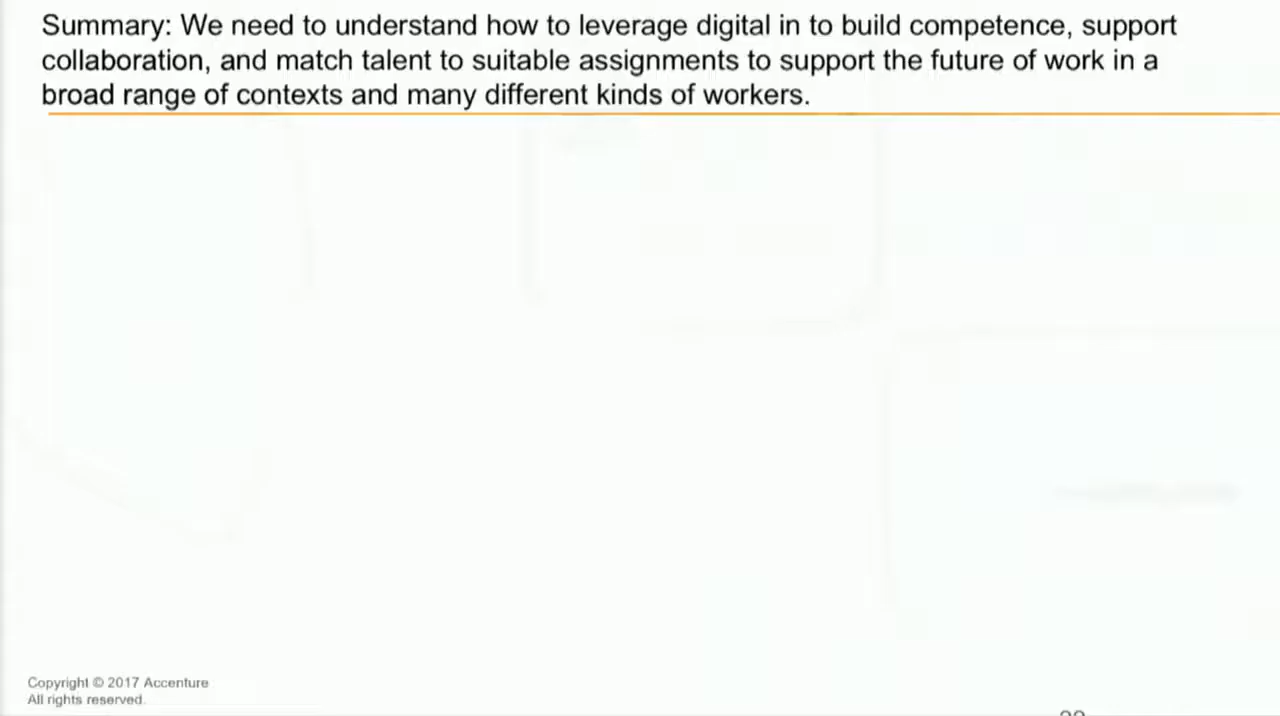 Summary: We need to understand how to leverage digital in to build competence, support
collaboration, and match talent to suitable assignments to support the future of work in a
broad range of contexts and many different kinds of workers.
Copyright © 2017 Accenture
All rights reserved.